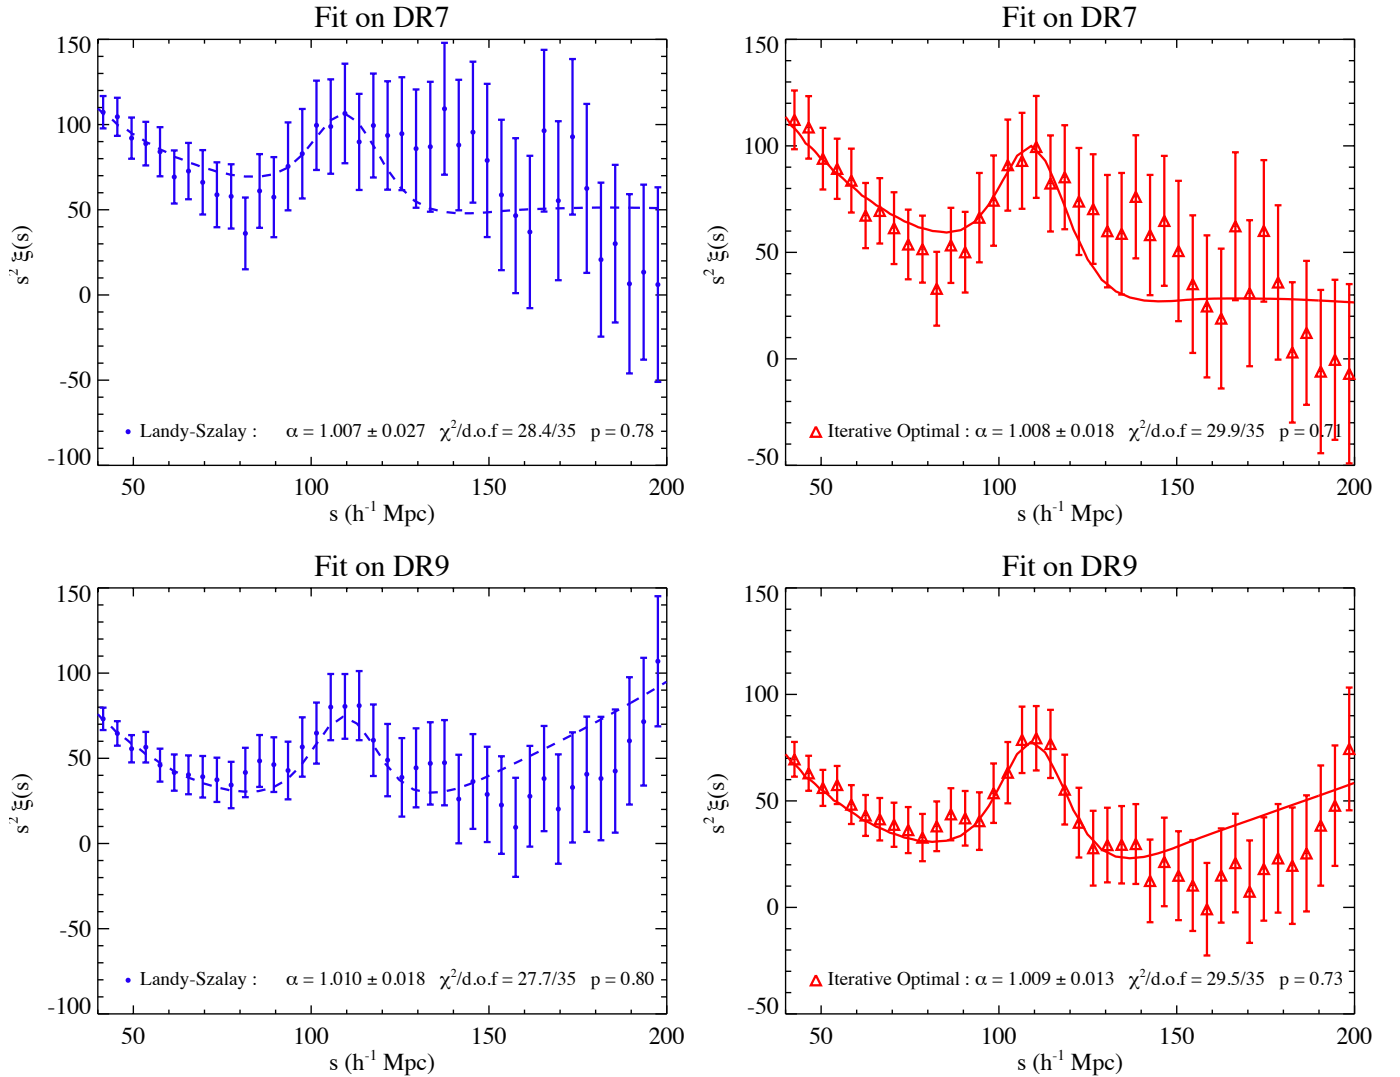 Fit on DR7
150
100
50
0
-50
-100
s² ξ(s)
Landy-Szalay : α = 1.007 ± 0.027 χ²/d.o.f = 28.4/35 p = 0.78
50 100 150 200
s (h⁻¹ Mpc)
Fit on DR7
150
100
50
0
-50
s² ξ(s)
Iterative Optimal : α = 1.008 ± 0.018 χ²/d.o.f = 29.9/35 p = 0.71
50 100 150 200
s (h⁻¹ Mpc)
Fit on DR9
150
100
50
0
-50
-100
s² ξ(s)
Landy-Szalay : α = 1.010 ± 0.018 χ²/d.o.f = 27.7/35 p = 0.80
50 100 150 200
s (h⁻¹ Mpc)
Fit on DR9
150
100
50
0
-50
s² ξ(s)
Iterative Optimal : α = 1.009 ± 0.013 χ²/d.o.f = 29.5/35 p = 0.73
50 100 150 200
s (h⁻¹ Mpc)